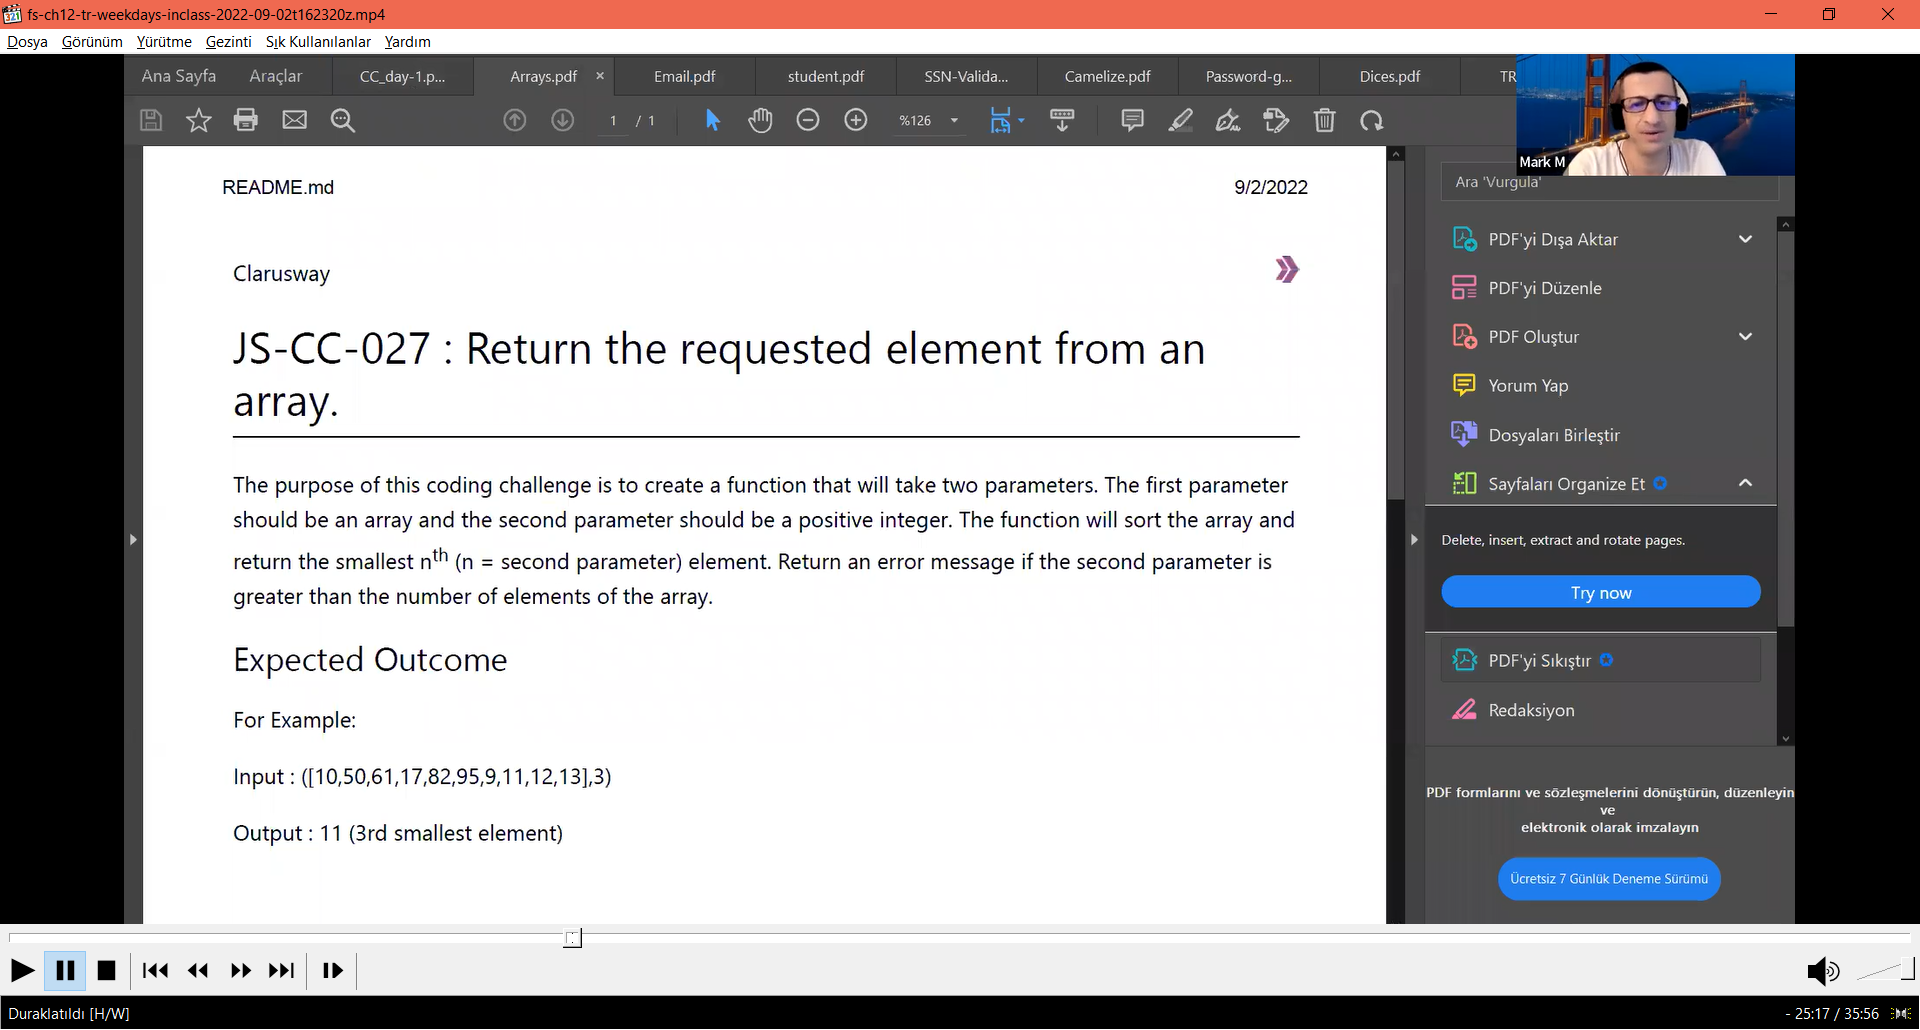 fs-ch12-tr-weekdays-inclass-2022-09-02t162320z.mp4
Dosya Görünüm Yürütme Gezinti Sık Kullanılanlar Yardım
Ana Sayfa Araçlar CC_day-1.p... Arrays.pdf × Email.pdf student.pdf SSN-Valida... Camelize.pdf Password-g... Dices.pdf TR
1 / 1 %126
Mark M
Ara 'Vurgula'
README.md 9/2/2022
Clarusway
JS-CC-027 : Return the requested element from an
array.
The purpose of this coding challenge is to create a function that will take two parameters. The first parameter
should be an array and the second parameter should be a positive integer. The function will sort the array and
return the smallest nth (n = second parameter) element. Return an error message if the second parameter is
greater than the number of elements of the array.
Expected Outcome
For Example:
Input : ([10,50,61,17,82,95,9,11,12,13],3)
Output : 11 (3rd smallest element)
PDF'yi Dışa Aktar
PDF'yi Düzenle
PDF Oluştur
Yorum Yap
Dosyaları Birleştir
Sayfaları Organize Et
Delete, insert, extract and rotate pages.
Try now
PDF'yi Sıkıştır
Redaksiyon
PDF formlarını ve sözleşmelerini dönüştürün, düzenleyin
ve
elektronik olarak imzalayın
Ücretsiz 7 Günlük Deneme Sürümü
Duraklatıldı [H/W] - 25:17 / 35:56